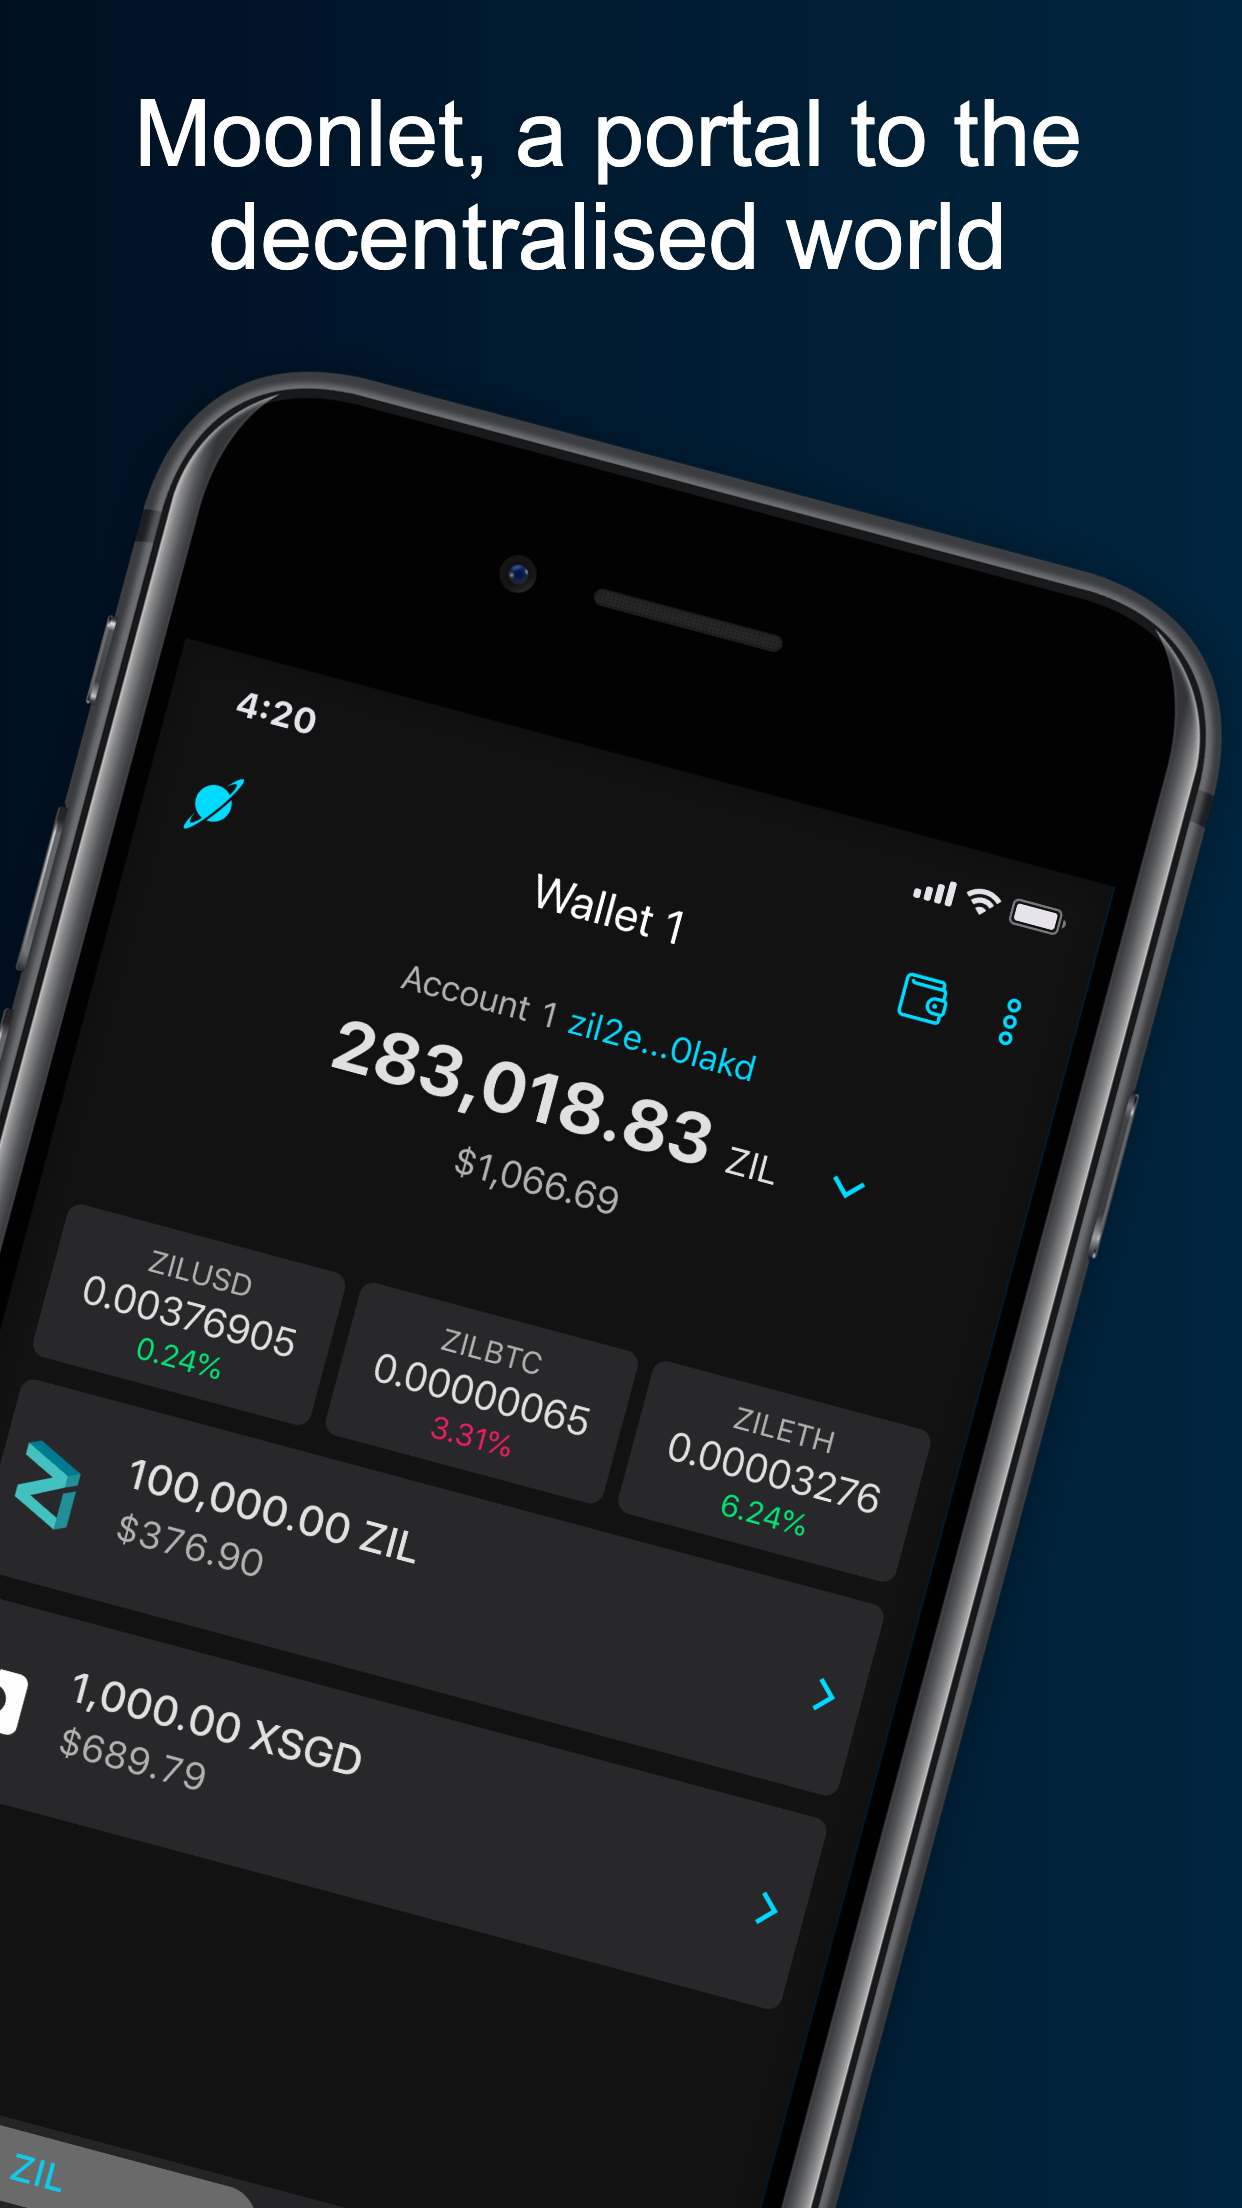 Moonlet, a portal to the
decentralised world
4:20
Wallet 1
Account 1 zil2e...0lakd
283,018.83 ZIL
$1,066.69
ZILUSD
0.00376905
0.24%
ZILBTC
0.00000065
3.31%
ZILETH
0.00003276
6.24%
100,000.00 ZIL
$376.90
1,000.00 XSGD
$689.79
ZIL